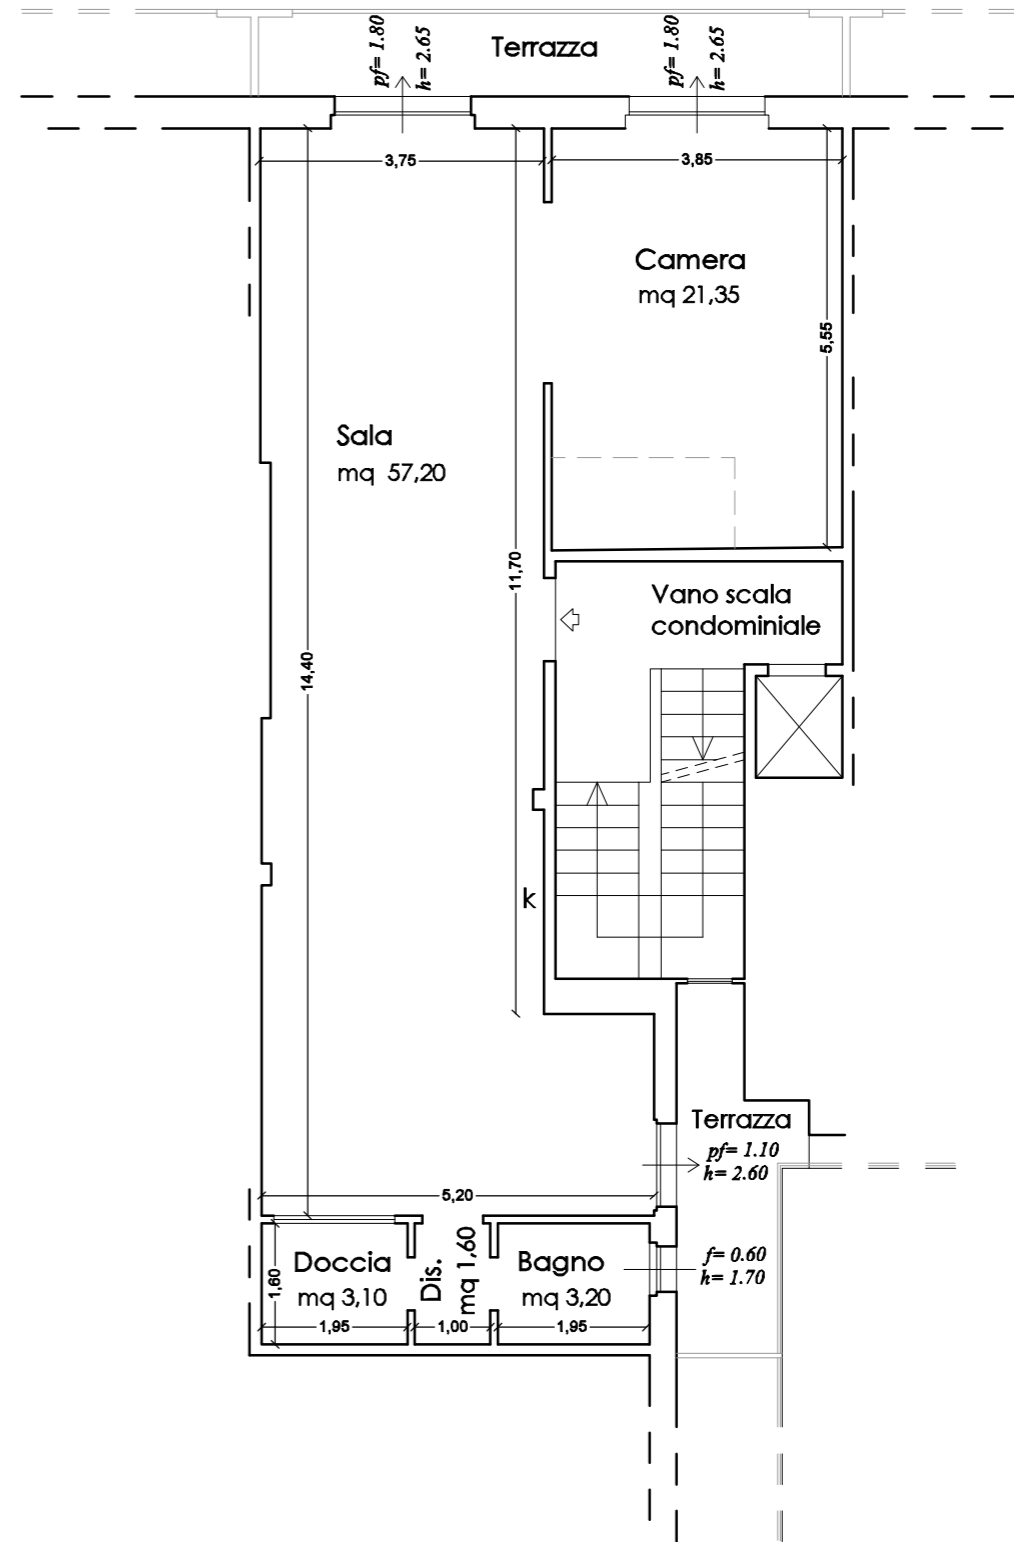 pf= 1.80
h= 2.65
Terrazza
pf= 1.80
h= 2.65
3,75
3,85
Camera
mq 21,35
5,55
Sala
mq 57,20
11,70
Vano scala
condominiale
14,40
k
Terrazza
pf= 1.10
h= 2.60
5,20
1,60
Doccia
mq 3,10
Dis.
mq 1,60
Bagno
mq 3,20
f= 0.60
h= 1.70
1,95
1,00
1,95